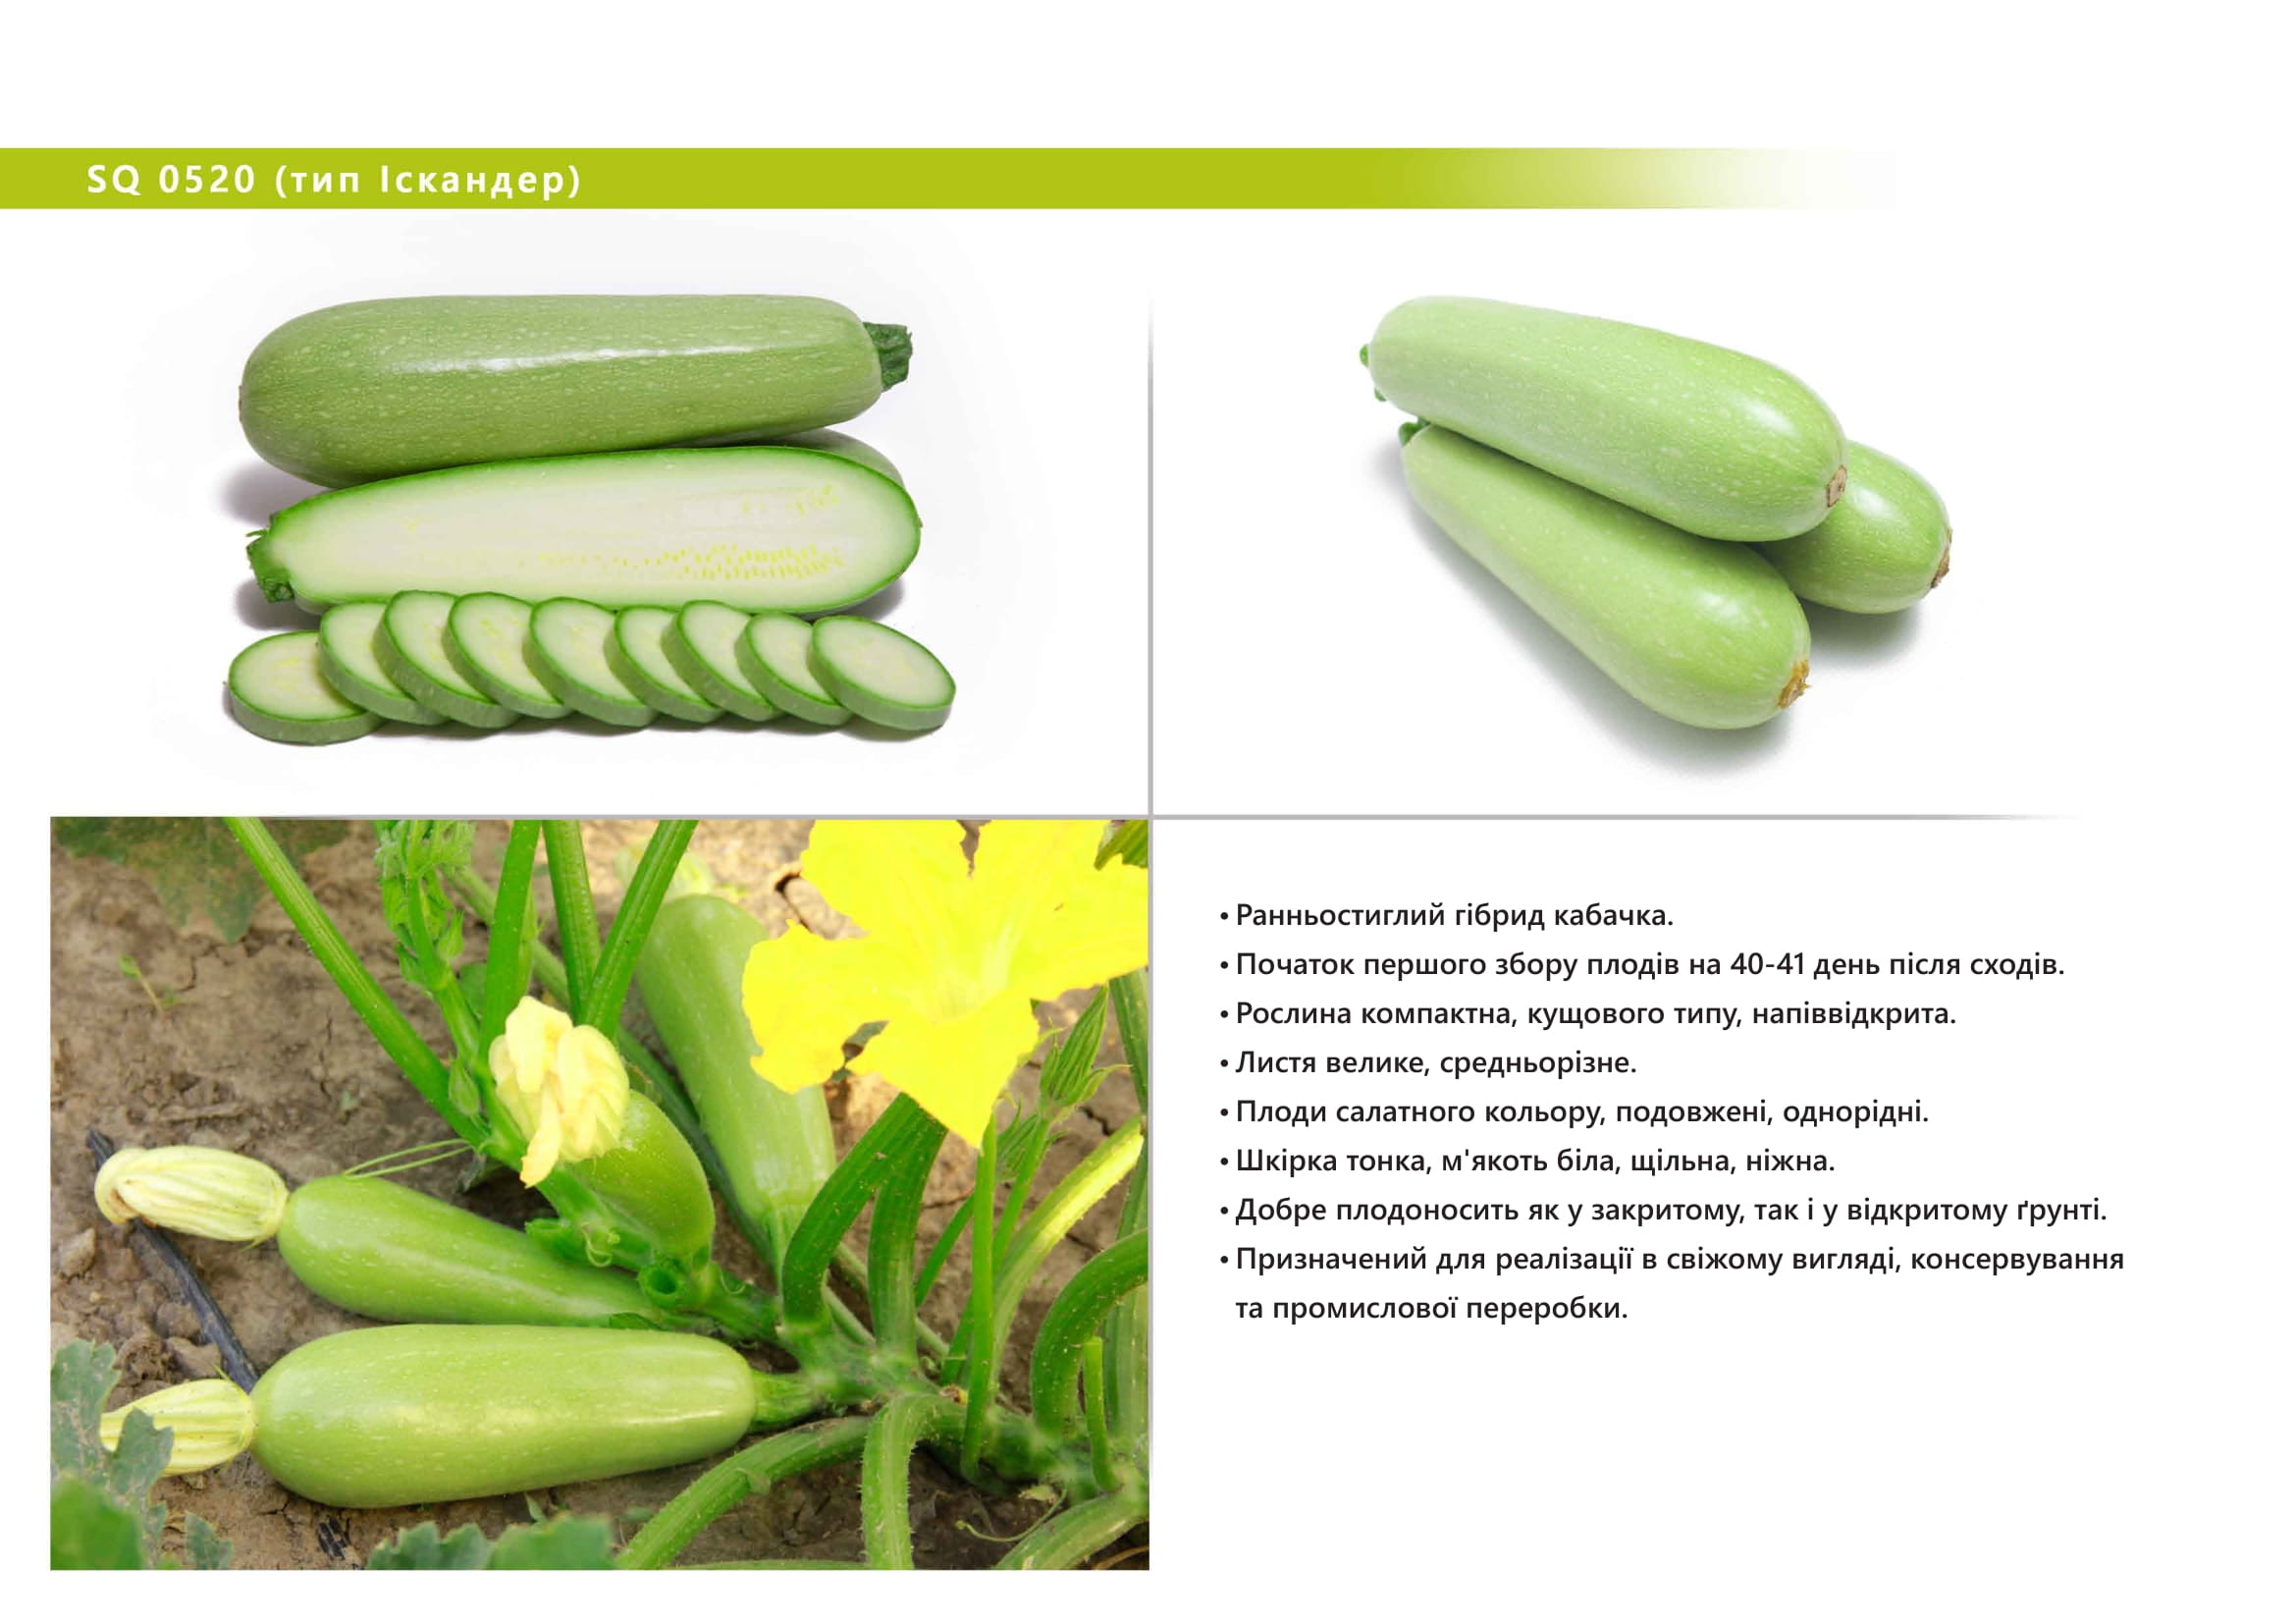 SQ 0520 (тип Іскандер)
• Ранньостиглий гібрид кабачка.
• Початок першого збору плодів на 40-41 день після сходів.
• Рослина компактна, кущового типу, напіввідкрита.
• Листя велике, средньорізне.
• Плоди салатного кольору, подовжені, однорідні.
• Шкірка тонка, м'якоть біла, щільна, ніжна.
• Добре плодоносить як у закритому, так і у відкритому ґрунті.
• Призначений для реалізації в свіжому вигляді, консервування
та промислової переробки.